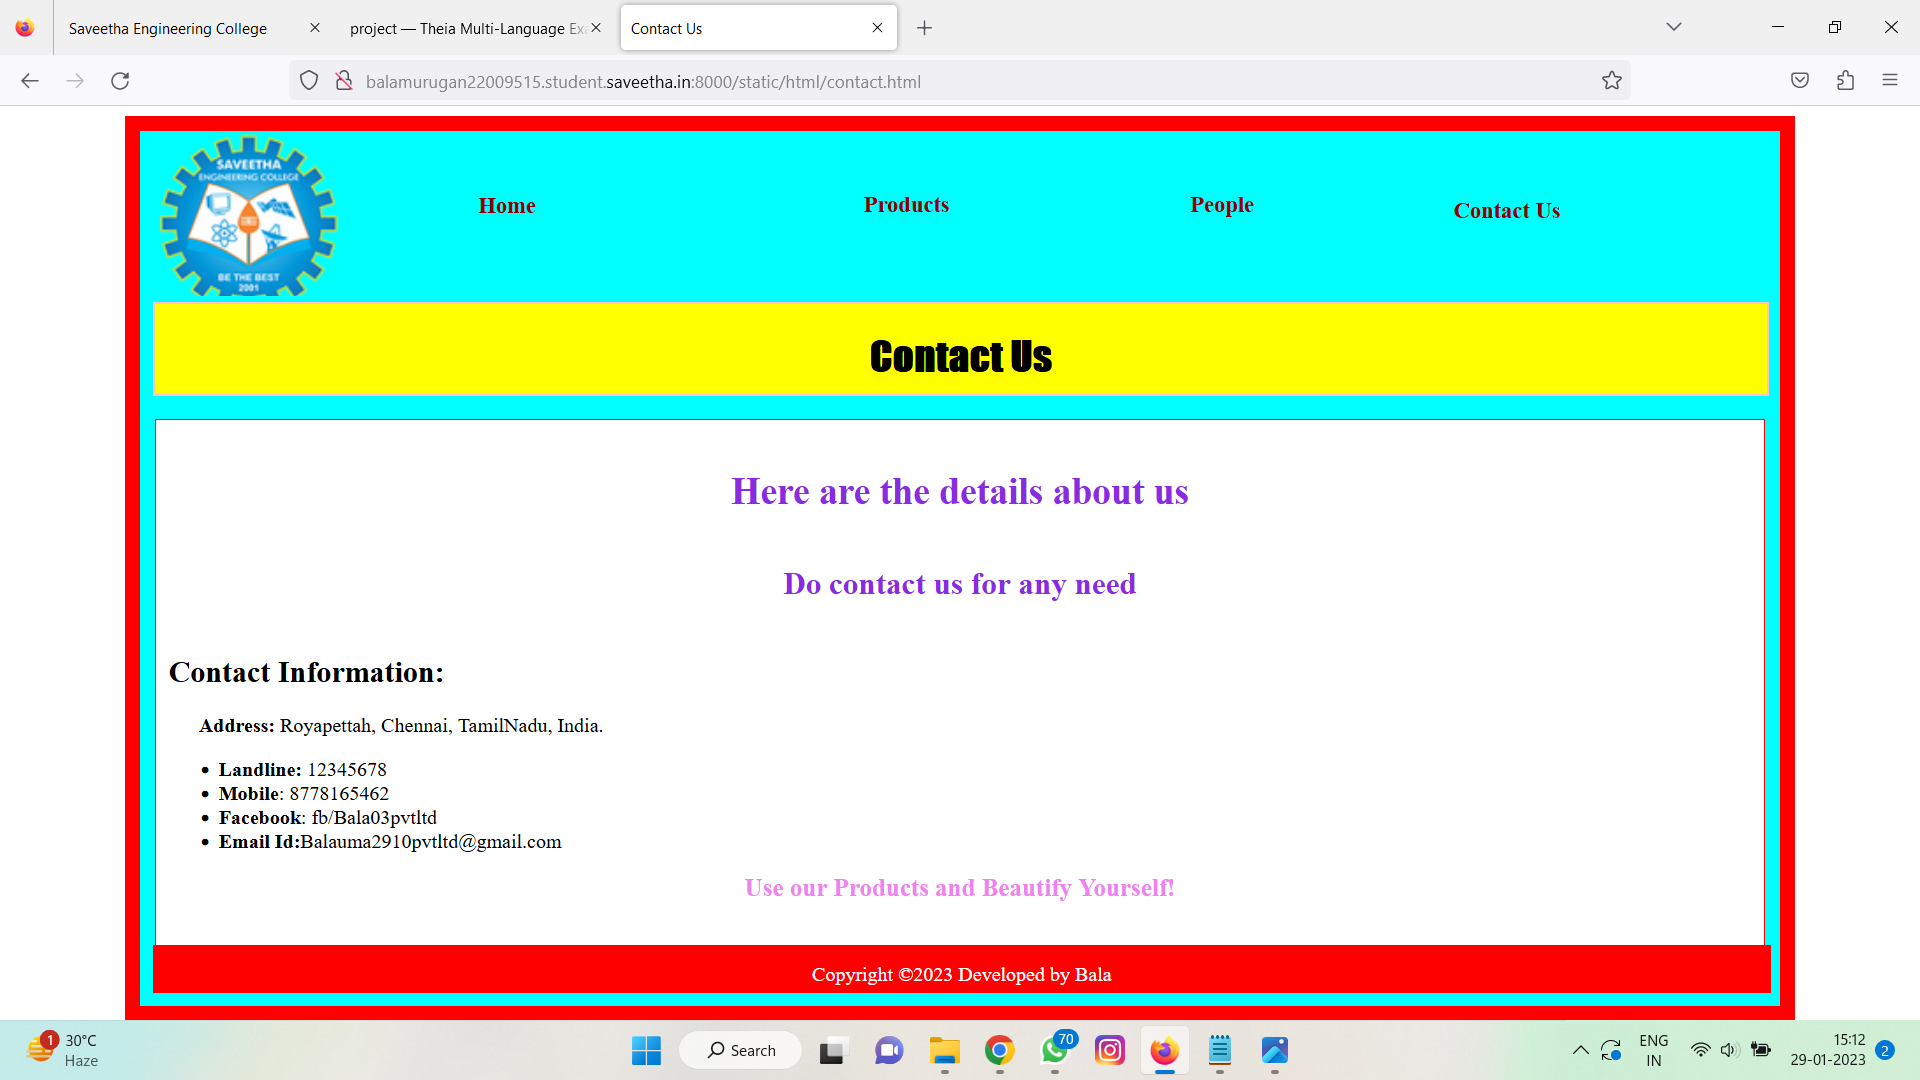 Saveetha Engineering College
project — Theia Multi-Language Exa
Contact Us
balamurugan22009515.student.saveetha.in:8000/static/html/contact.html
SAVEETHA
ENGINEERING COLLEGE
BE THE BEST
2001
Home
Products
People
Contact Us
Contact Us
Here are the details about us
Do contact us for any need
Contact Information:
Address: Royapettah, Chennai, TamilNadu, India.
Landline: 12345678
Mobile: 8778165462
Facebook: fb/Bala03pvtltd
Email Id:Balauma2910pvtltd@gmail.com
Use our Products and Beautify Yourself!
Copyright ©2023 Developed by Bala
1
30°C
Haze
Search
70
ENG
IN
15:12
29-01-2023
2